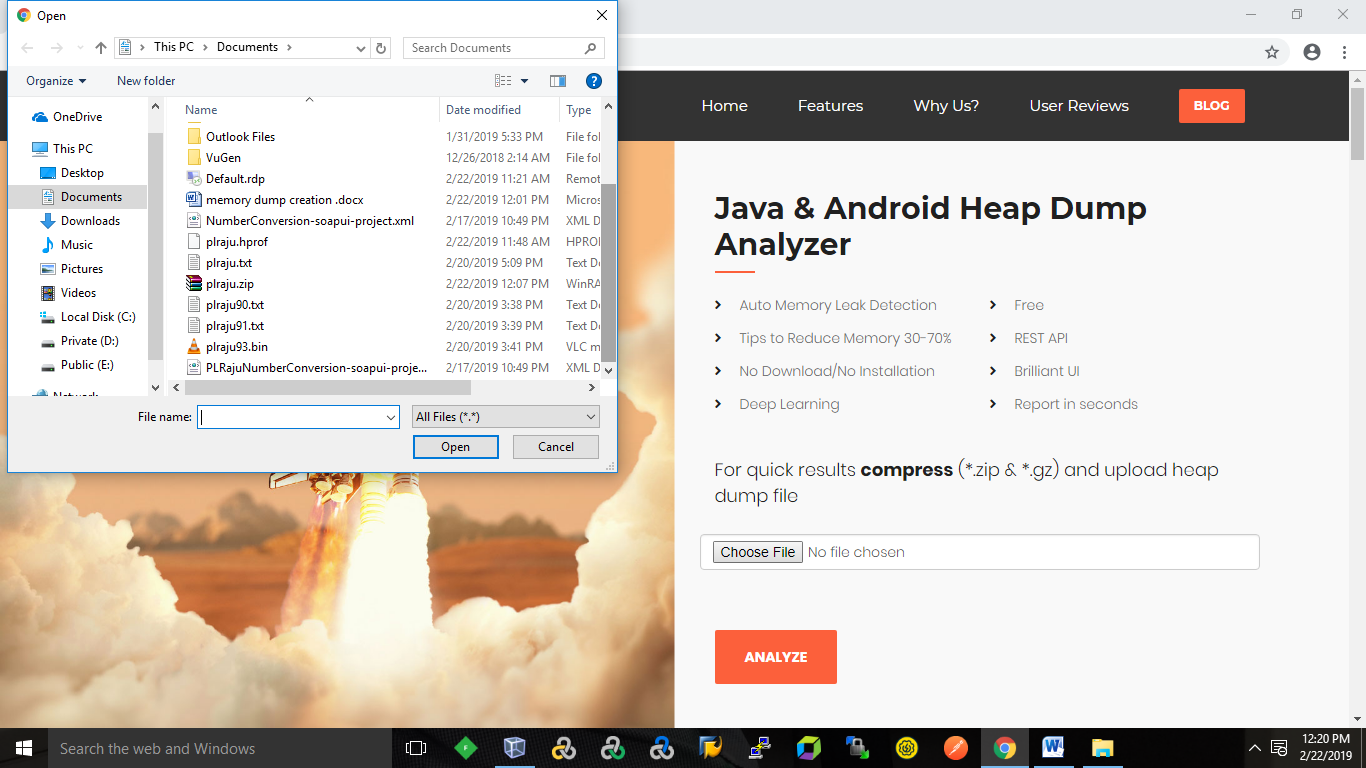 Open
This PC > Documents >
Search Documents
Organize
New folder
OneDrive
This PC
Desktop
Documents
Downloads
Music
Pictures
Videos
Local Disk (C:)
Private (D:)
Public (E:)
Name Date modified Type
Outlook Files 1/31/2019 5:33 PM File fol
VuGen 12/26/2018 2:14 AM File fol
Default.rdp 2/22/2019 11:21 AM Remot
memory dump creation .docx 2/22/2019 12:01 PM Micros
NumberConversion-soapui-project.xml 2/17/2019 10:49 PM XML D
plraju.hprof 2/22/2019 11:48 AM HPROF
plraju.txt 2/20/2019 5:09 PM Text Do
plraju.zip 2/22/2019 12:07 PM WinRA
plraju90.txt 2/20/2019 3:38 PM Text Do
plraju91.txt 2/20/2019 3:39 PM Text Do
plraju93.bin 2/20/2019 3:41 PM VLC m
PLRajuNumberConversion-soapui-proje... 2/17/2019 10:49 PM XML D
File name:
All Files (*.*)
Open
Cancel
Home
Features
Why Us?
User Reviews
BLOG
Java & Android Heap Dump
Analyzer
Auto Memory Leak Detection
Free
Tips to Reduce Memory 30-70%
REST API
No Download/No Installation
Brilliant UI
Deep Learning
Report in seconds
For quick results compress (*.zip & *.gz) and upload heap
dump file
Choose File No file chosen
ANALYZE
Search the web and Windows
12:20 PM
2/22/2019